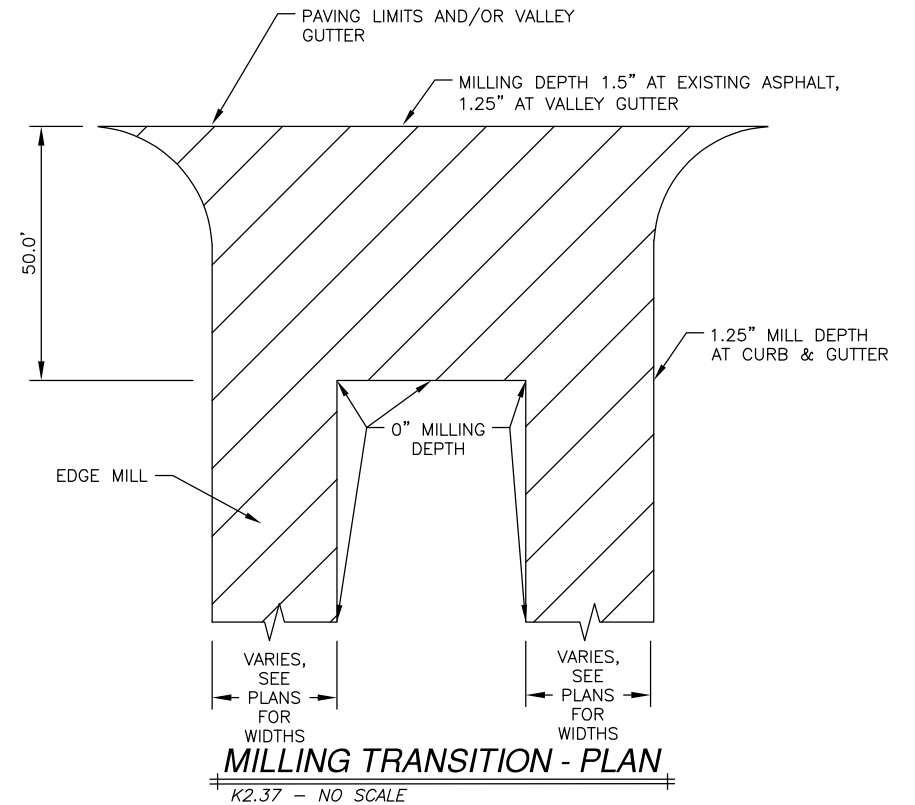 PAVING LIMITS AND/OR VALLEY
GUTTER
MILLING DEPTH 1.5” AT EXISTING ASPHALT,
1.25” AT VALLEY GUTTER
50.0'
1.25” MILL DEPTH
AT CURB & GUTTER
0” MILLING
DEPTH
EDGE MILL
VARIES,
SEE
PLANS
FOR
WIDTHS
VARIES,
SEE
PLANS
FOR
WIDTHS
MILLING TRANSITION - PLAN
K2.37 – NO SCALE